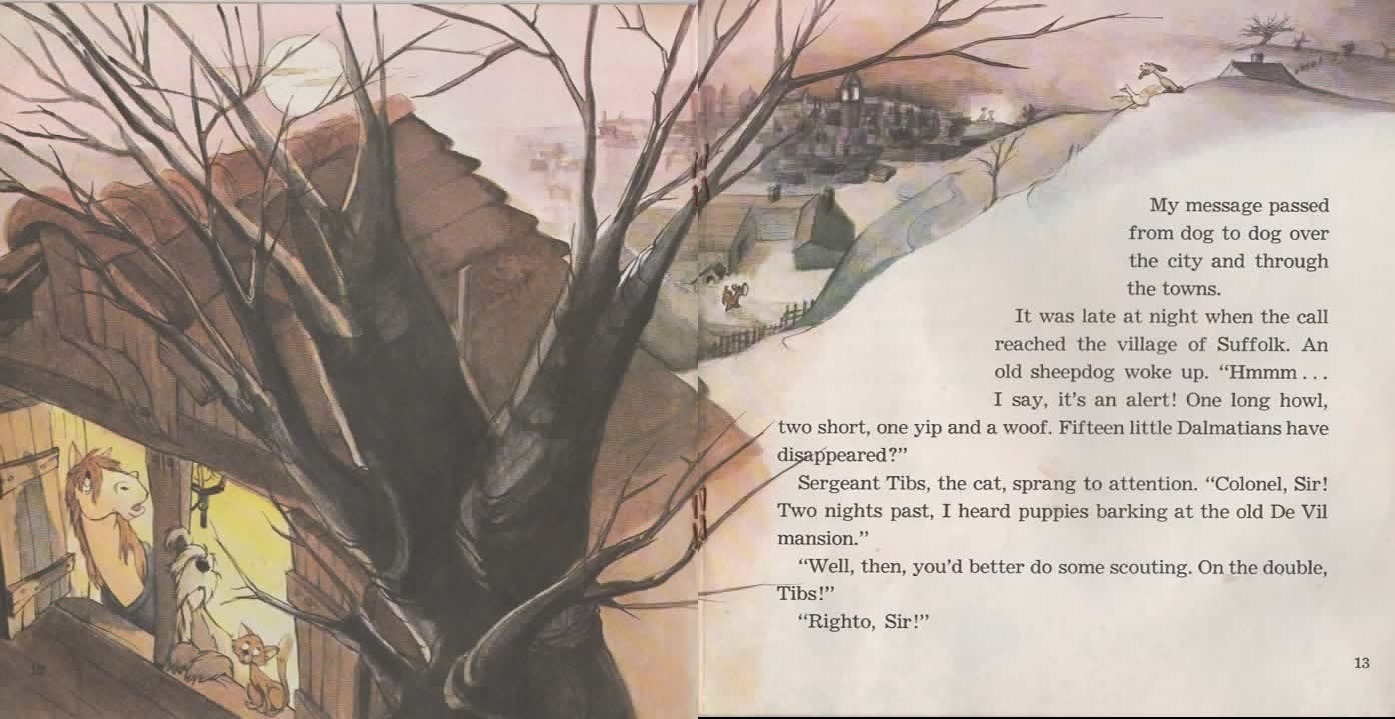 My message passed
from dog to dog over
the city and through
the towns.
It was late at night when the call
reached the village of Suffolk. An
old sheepdog woke up. “Hmmm...
I say, it’s an alert! One long howl,
two short, one yip and a woof. Fifteen little Dalmatians have
disappeared?”
Sergeant Tibs, the cat, sprang to attention. “Colonel, Sir!
Two nights past, I heard puppies barking at the old De Vil
mansion.”
“Well, then, you’d better do some scouting. On the double,
Tibs!”
“Righto, Sir!”
13